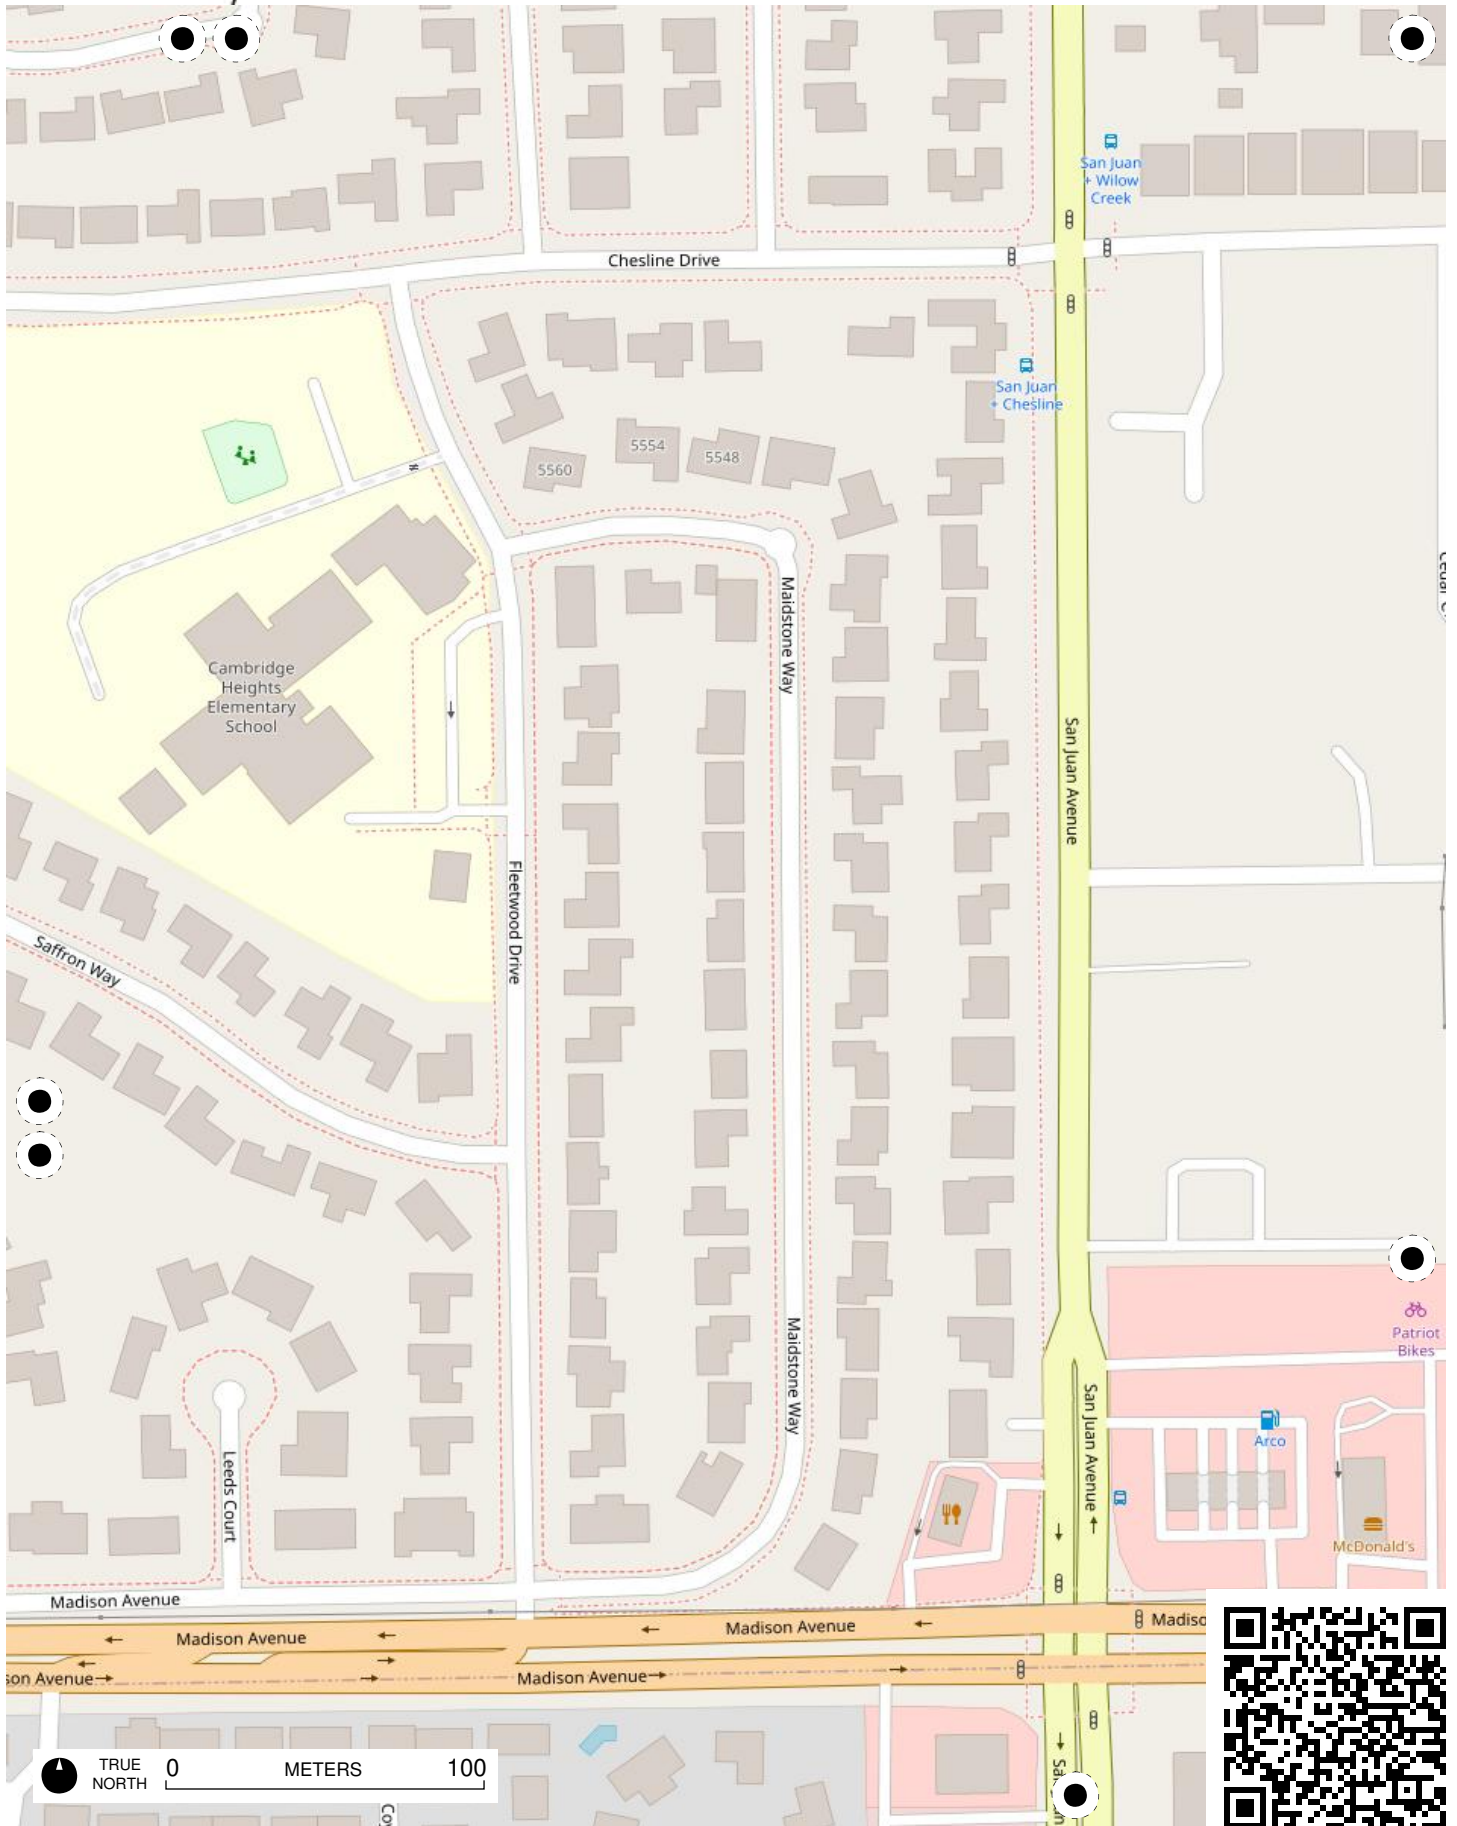 San Juan
+ Wilow
Creek
Chesline Drive
San Juan
+ Chesline
5554
5548
5560
Maidstone Way
Cambridge
Heights
Elementary
School
San Juan Avenue
Fleetwood Drive
Saffron Way
Patriot
Bikes
Maidstone Way
San Juan Avenue
Arco
Leeds Court
McDonald's
Madison Avenue
Madison Avenue
Madison Avenue
Madiso
son Avenue
Madison Avenue
TRUE
NORTH
0 METERS 100